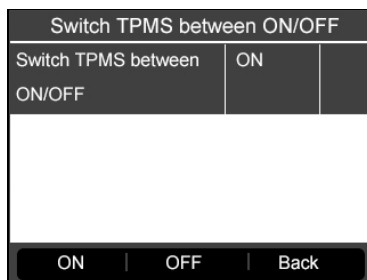 Switch TPMS between ON/OFF
Switch TPMS between ON
ON/OFF
ON OFF Back